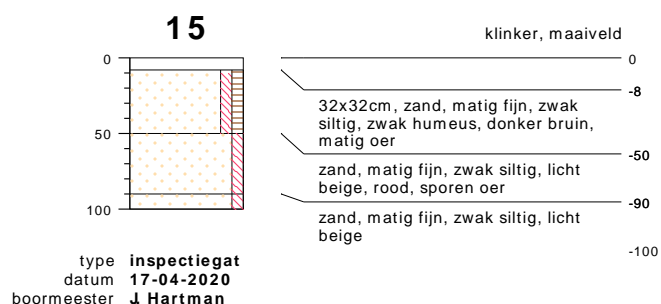 15
klinker, maaiveld
0
0
-8
32x32cm, zand, matig fijn, zwak
siltig, zwak humeus, donker bruin,
matig oer
50
-50
zand, matig fijn, zwak siltig, licht
beige, rood, sporen oer
-90
100
zand, matig fijn, zwak siltig, licht
beige
-100
type inspectiegat
datum 17-04-2020
boormeester J. Hartman